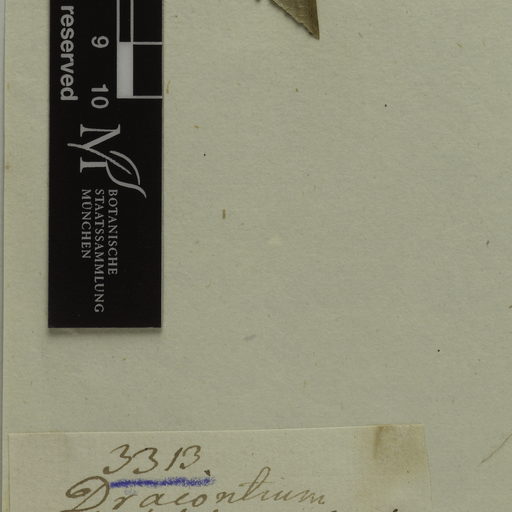 reserved
9 10
M
BOTANISCHE
STAATSSAMMLUNG
MÜNCHEN
3313.
Dracontium